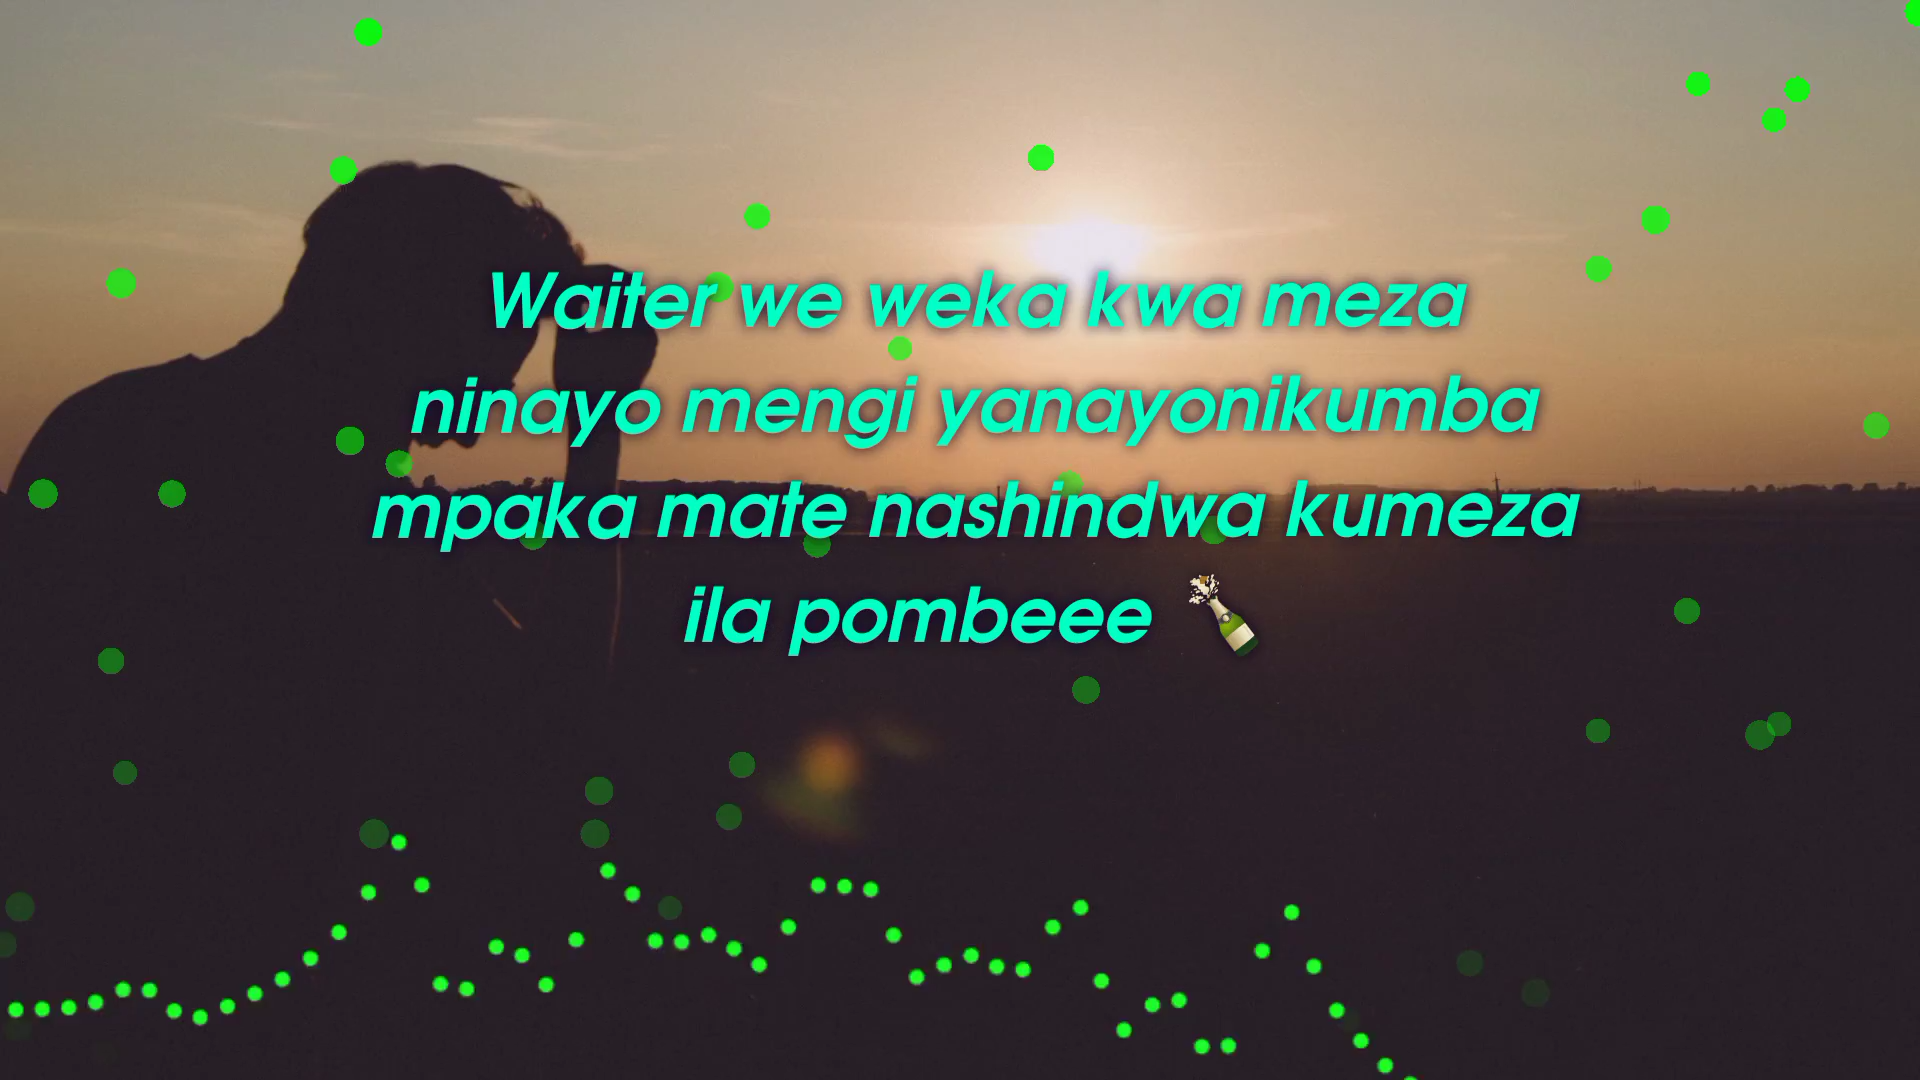 Waiter we weka kwa meza
ninayo mengi yanayonikumba
mpaka mate nashindwa kumeza
ila pombeee 🍾